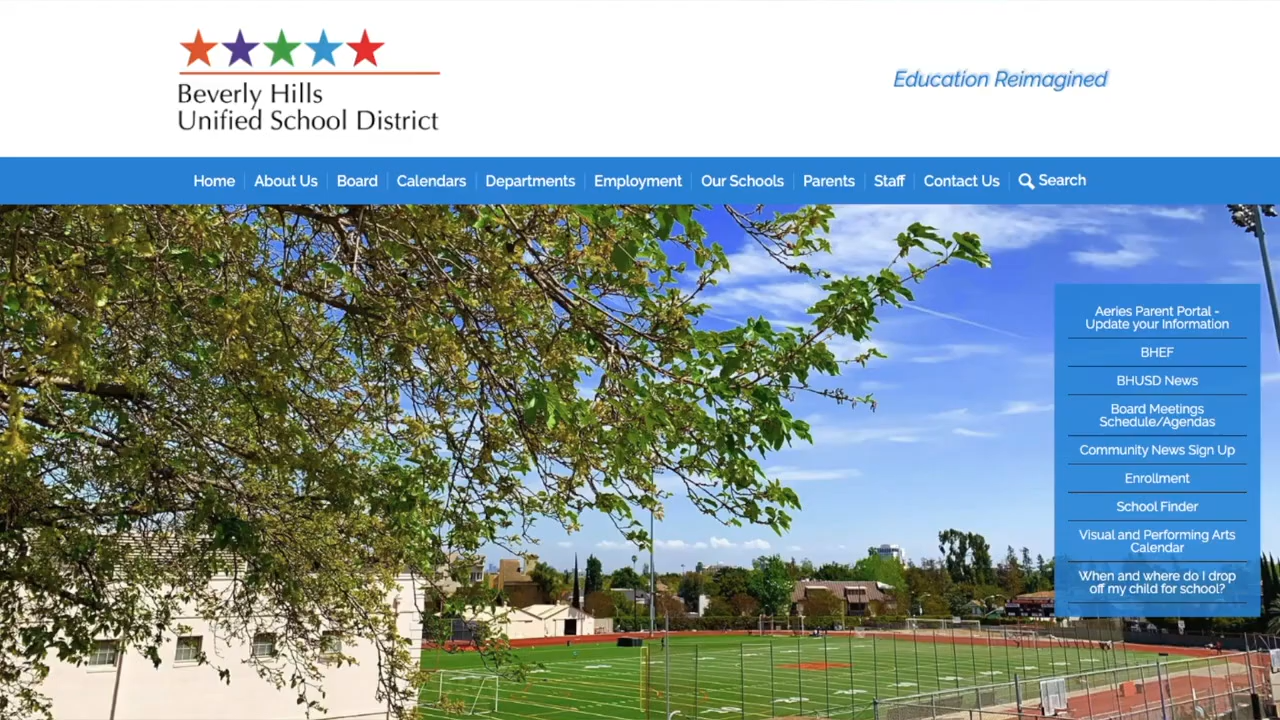 Beverly Hills
Unified School District
Education Reimagined
Home About Us Board Calendars Departments Employment Our Schools Parents Staff Contact Us Search
Aeries Parent Portal -
Update your Information
BHEF
BHUSD News
Board Meetings
Schedule/Agendas
Community News Sign Up
Enrollment
School Finder
Visual and Performing Arts
Calendar
When and where do I drop
off my child for school?